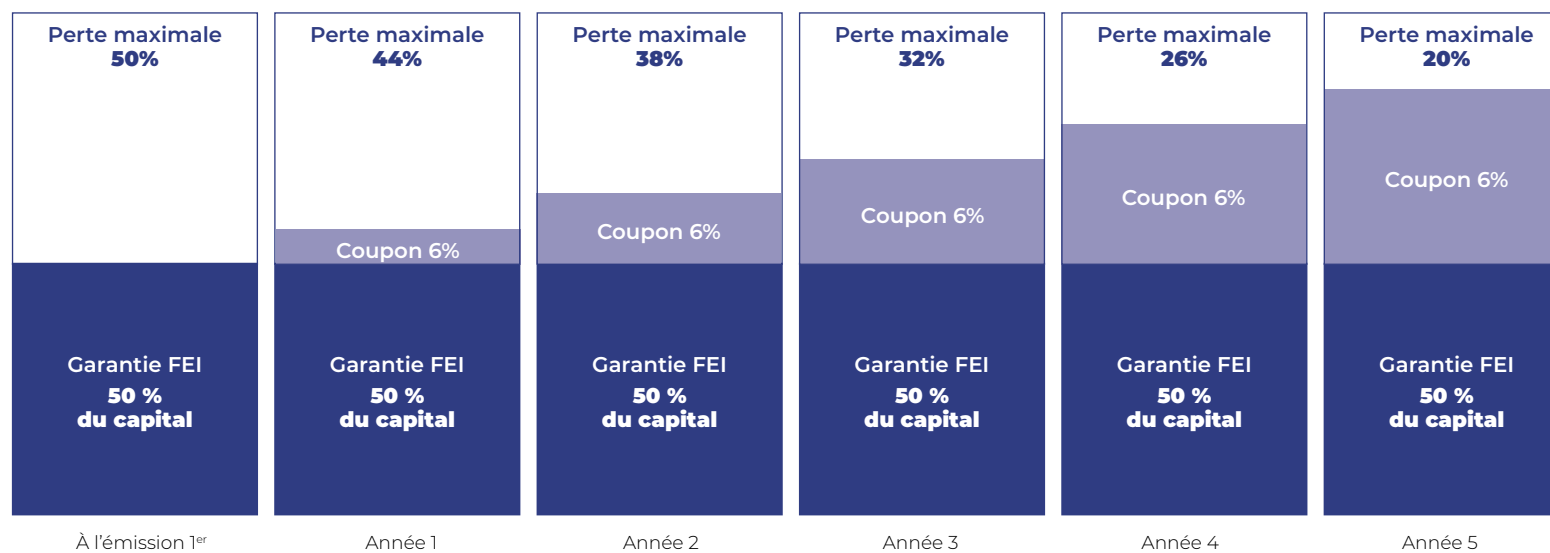 Perte maximale
50%
Perte maximale
44%
Perte maximale
38%
Perte maximale
32%
Perte maximale
26%
Perte maximale
20%
Coupon 6%
Coupon 6%
Coupon 6%
Coupon 6%
Coupon 6%
Garantie FEI
50 %
du capital
Garantie FEI
50 %
du capital
Garantie FEI
50 %
du capital
Garantie FEI
50 %
du capital
Garantie FEI
50 %
du capital
Garantie FEI
50 %
du capital
À l’émission 1er
Année 1
Année 2
Année 3
Année 4
Année 5